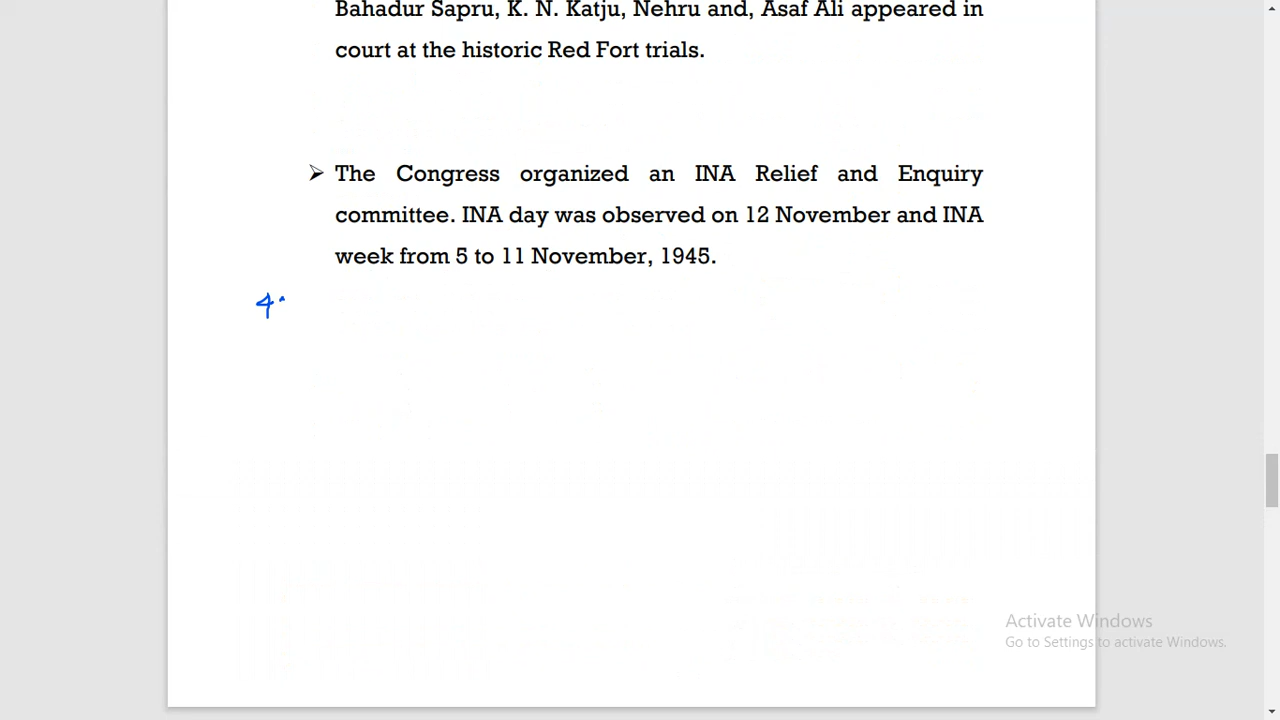 Bahadur Sapru, K. N. Katju, Nehru and, Asaf Ali appeared in
court at the historic Red Fort trials.
➢ The Congress organized an INA Relief and Enquiry
committee. INA day was observed on 12 November and INA
week from 5 to 11 November, 1945.
4.
Activate Windows
Go to Settings to activate Windows.